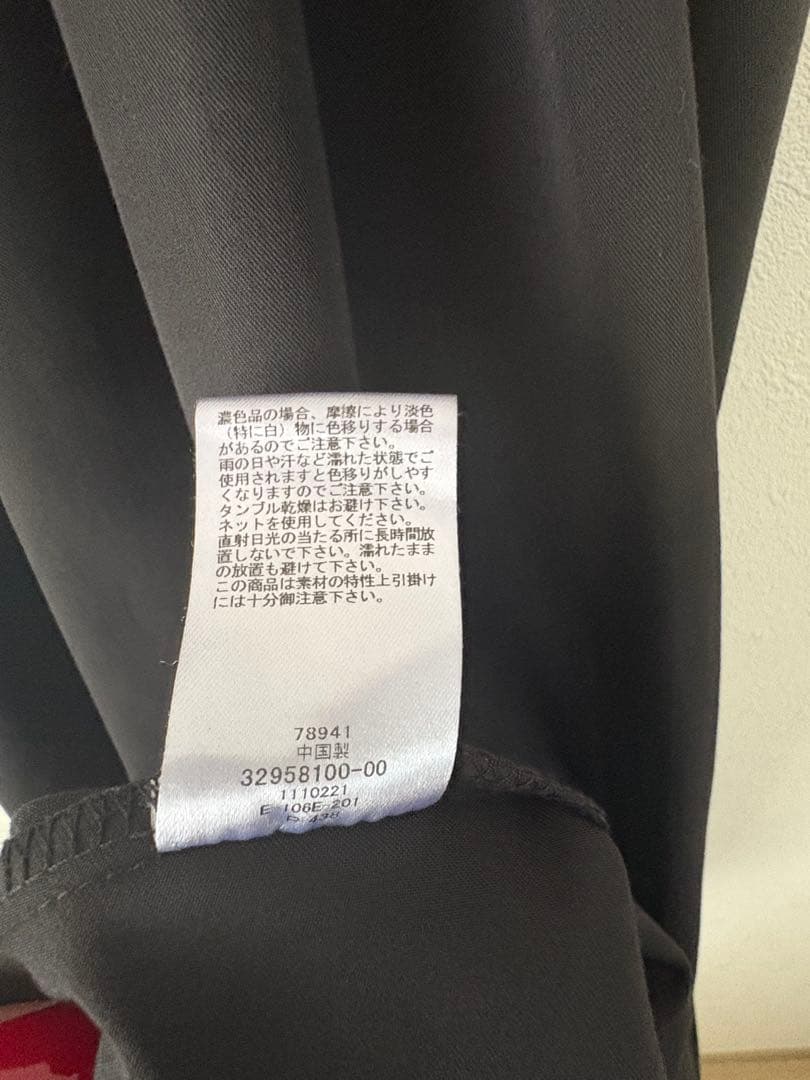 濃色品の場合、摩擦により淡色
(特に白)物に色移りする場合
があるのでご注意下さい。
雨の日や汗など濡れた状態でご
使用されますと色移りがしやす
くなりますのでご注意下さい。
タンブル乾燥はお避け下さい。
ネットを使用してください。
直射日光の当たる所に長時間放
置しないで下さい。濡れたまま
の放置も避けて下さい。
この商品は素材の特性上引掛け
には十分御注意下さい。
78941
中国製
32958100-00
1110221